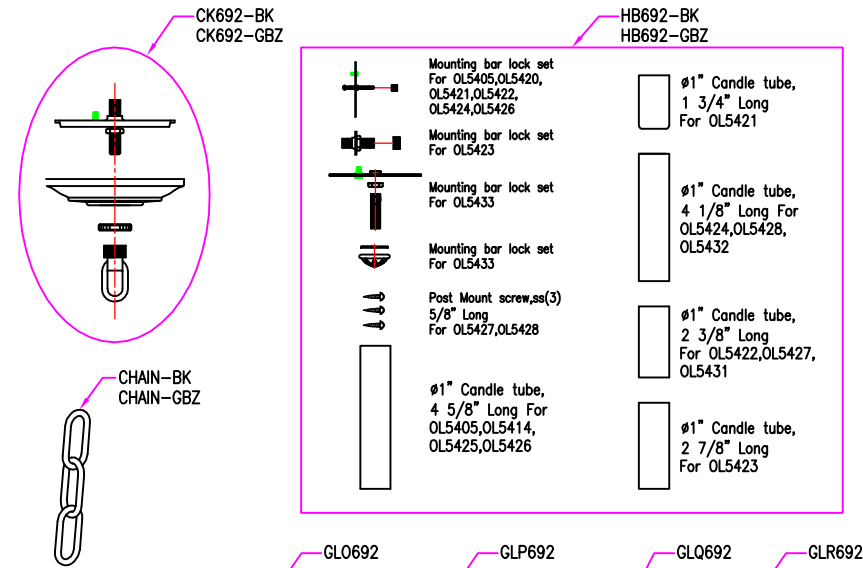 CK692-BK
CK692-GBZ
HB692-BK
HB692-GBZ
Mounting bar lock set
For OL5405,OL5420,
OL5421,OL5422,
OL5424,OL5426
Mounting bar lock set
For OL5423
Mounting bar lock set
For OL5433
Mounting bar lock set
For OL5433
Post Mount screw,ss(3)
5/8" Long
For OL5427,OL5428
ø1" Candle tube,
4 5/8" Long For
OL5405,OL5414,
OL5425,OL5426
ø1" Candle tube,
1 3/4" Long
For OL5421
ø1" Candle tube,
4 1/8" Long For
OL5424,OL5428,
OL5432
ø1" Candle tube,
2 3/8" Long
For OL5422,OL5427,
OL5431
ø1" Candle tube,
2 7/8" Long
For OL5423
CHAIN-BK
CHAIN-GBZ
GLO692
GLP692
GLQ692
GLR692